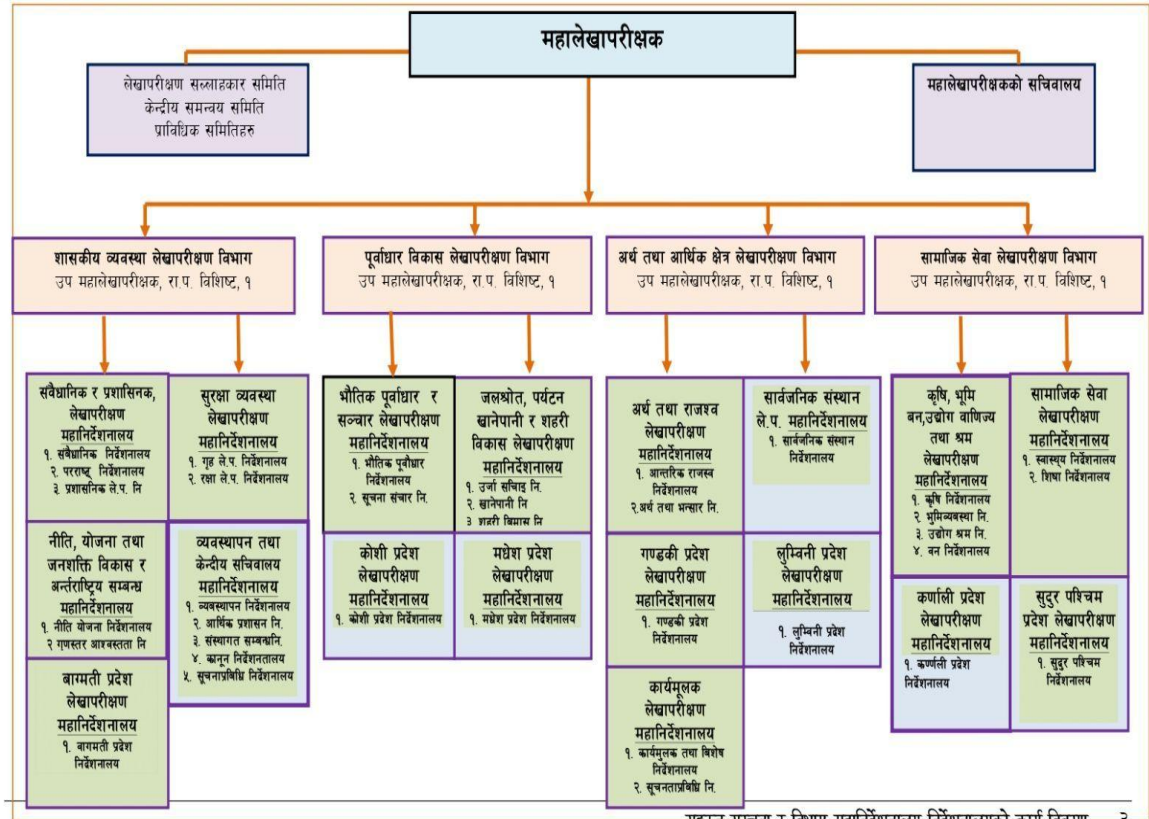 महालेखापरीक्षक
लेखापरीक्षण सल्लाहकार समिति
केन्द्रीय समन्वय समिति
प्राविधिक समितिहरु
महालेखापरीक्षकको सचिवालय
शासकीय व्यवस्था लेखापरीक्षण विभाग
उप महालेखापरीक्षक, रा.प. विशिष्ट, १
पूर्वाधार विकास लेखापरीक्षण विभाग
उप महालेखापरीक्षक, रा.प. विशिष्ट, १
अर्थ तथा आर्थिक क्षेत्र लेखापरीक्षण विभाग
उप महालेखापरीक्षक, रा.प. विशिष्ट, १
सामाजिक सेवा लेखापरीक्षण विभाग
उप महालेखापरीक्षक, रा.प. विशिष्ट, १
संवैधानिक र प्रशासिनक,
लेखापरीक्षण
महानिर्देशनालय
१. संवैधानिक निर्देशनालय
२. परराष्ट्र निर्देशनालय
३ प्रशासनिक ले.प. नि
सुरक्षा व्यवस्था
लेखापरीक्षण
महानिर्देशनालय
१. गृह ले.प. निर्देशनालय
२. रक्षा ले.प. निर्देशनालय
भौतिक पूर्वाधार र
सञ्चार लेखापरीक्षण
महानिर्देशनालय
१. भौतिक पूर्वाधार
निर्देशनालय
२. सूचना संचार नि.
जलश्रोत, पर्यटन
खानेपानी र शहरी
विकास लेखापरीक्षण
महानिर्देशनालय
१. उर्जा सचिाइ नि.
२. खानेपानी नि
३ शहरी बिमास नि
अर्थ तथा राजश्व
लेखापरीक्षण
महानिर्देशनालय
१. आन्तरिक राजस्व
निर्देशनालय
२.अर्थ तथा भन्सार नि.
सार्वजनिक संस्थान
ले.प. महानिर्देशनालय
१. सार्वजनिक संस्थान
निर्देशनालय
कृषि, भूमि
बन,उद्योग वाणिज्य
तथा श्रम
लेखापरीक्षण
महानिर्देशनालय
१. कृषि निर्देशनालय
२. भुमिव्यबस्था नि.
३. उद्योग श्रम नि.
४. बन निर्देशनालय
सामाजिक सेवा
लेखापरीक्षण
महानिर्देशनालय
१. स्वास्थ्य निर्देशनालय
२. शिषा निर्देशनालय
नीति, योजना तथा
जनशक्ति विकास र
अर्न्तराष्ट्रिय सम्बन्ध
महानिर्देशनालय
१. नीति योजना निर्देशनालय
२ गुणस्तर आश्वस्तता नि
व्यवस्थापन तथा
केन्दीय सचिवालय
महानिर्देशनालय
१. ब्यबस्थापन निर्देशनालय
२. आर्थिक प्रशासन नि.
३. संस्थागत सम्बन्धनि.
४. कानून निर्देशनतालय
५. सूचनाप्रबिधि निर्देशनालय
कोशी प्रदेश
लेखापरीक्षण
महानिर्देशनालय
१. कोशी प्रदेश निर्देशनालय
मधेश प्रदेश
लेखापरीक्षण
महानिर्देशनालय
१. मधेश प्रदेश निर्देशनालय
गण्डकी प्रदेश
लेखापरीक्षण
महानिर्देशनालय
१. गण्डकी प्रदेश
निर्देशनालय
लुम्विनी प्रदेश
लेखापरीक्षण
महानिर्देशनालय
१. लुम्बिनी प्रदेश
निर्देशनालय
कर्णाली प्रदेश
लेखापरीक्षण
महानिर्देशनालय
१. कर्ण्णली प्रदेश
निर्देशनालय
सुदुर पश्चिम
प्रदेश लेखापरीक्षण
महानिर्देशनालय
१. सुदुर पश्चिम
निर्देशनालय
बाग्मती प्रदेश
लेखापरीक्षण
महानिर्देशनालय
१. बागमती प्रदेश
निर्देशनालय
कार्यमूलक
लेखापरीक्षण
महानिर्देशनालय
१. कार्यमुलक तथा बिशेष
निर्देशनालय
२. सूचनताप्रबिधि नि.